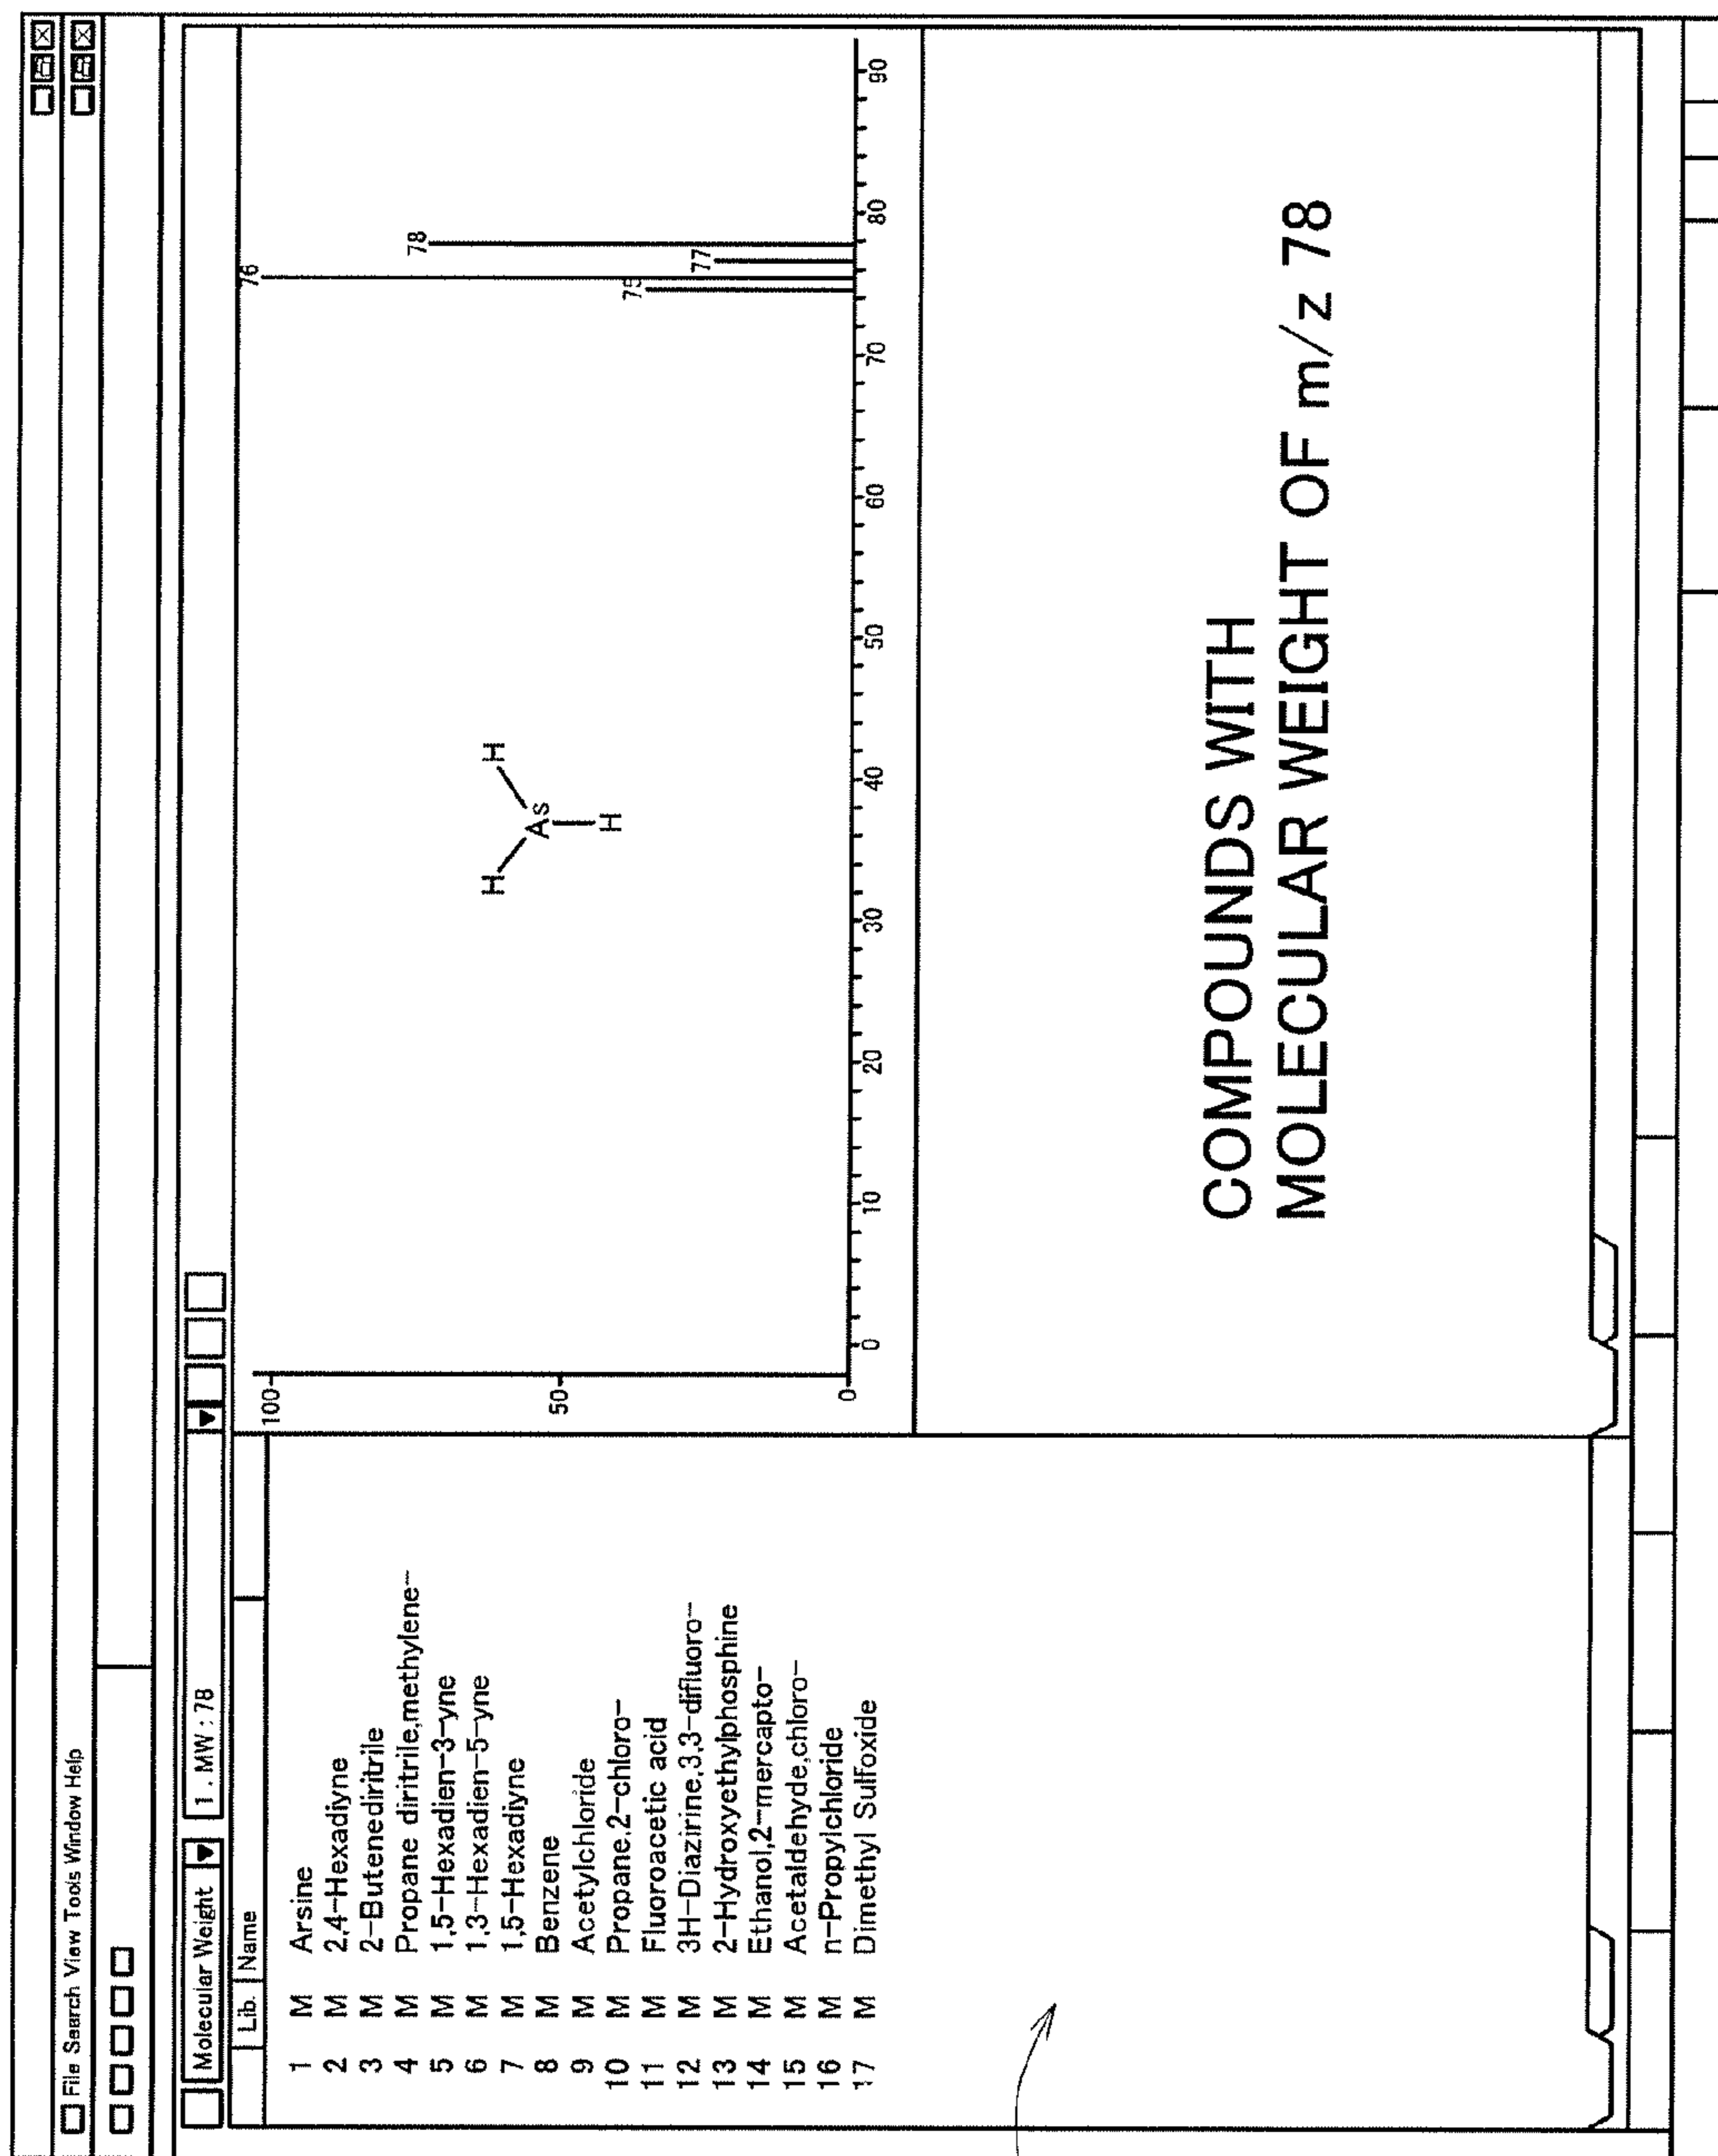 File Search View Tools Window Help
Molecular Weight
1 . MW : 78
Lib. Name
1 M Arsine
2 M 2,4-Hexadiyne
3 M 2-Butenediritrile
4 M Propane diritrile,methylene-
5 M 1,5-Hexadien-3-yne
6 M 1,3-Hexadien-5-yne
7 M 1,5-Hexadiyne
8 M Benzene
9 M Acetylchloride
10 M Propane,2-chloro-
11 M Fluoroacetic acid
12 M 3H-Diazirine,3,3-difluoro-
13 M 2-Hydroxyethylphosphine
14 M Ethanol,2-mercapto-
15 M Acetaldehyde,chloro-
16 M n-Propylchloride
17 M Dimethyl Sulfoxide
100
50
0
76
78
75
77
H H
As
H
0 10 20 30 40 50 60 70 80 90
COMPOUNDS WITH
MOLECULAR WEIGHT OF m/z 78